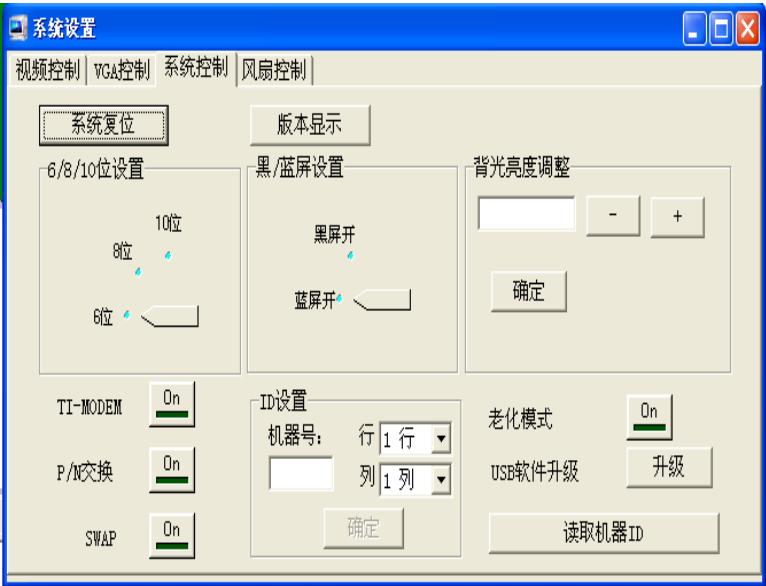 系统设置
视频控制 VGA控制 系统控制 风扇控制
系统复位 版本显示
6/8/10位设置 黑/蓝屏设置 背光亮度调整
10位
8位
6位
黑屏开
蓝屏开
- +
确定
TI-MODEM On
P/N交换 On
SWAP On
ID设置
机器号: 行 1 行
列 1 列
确定
老化模式 On
USB软件升级 升级
读取机器ID